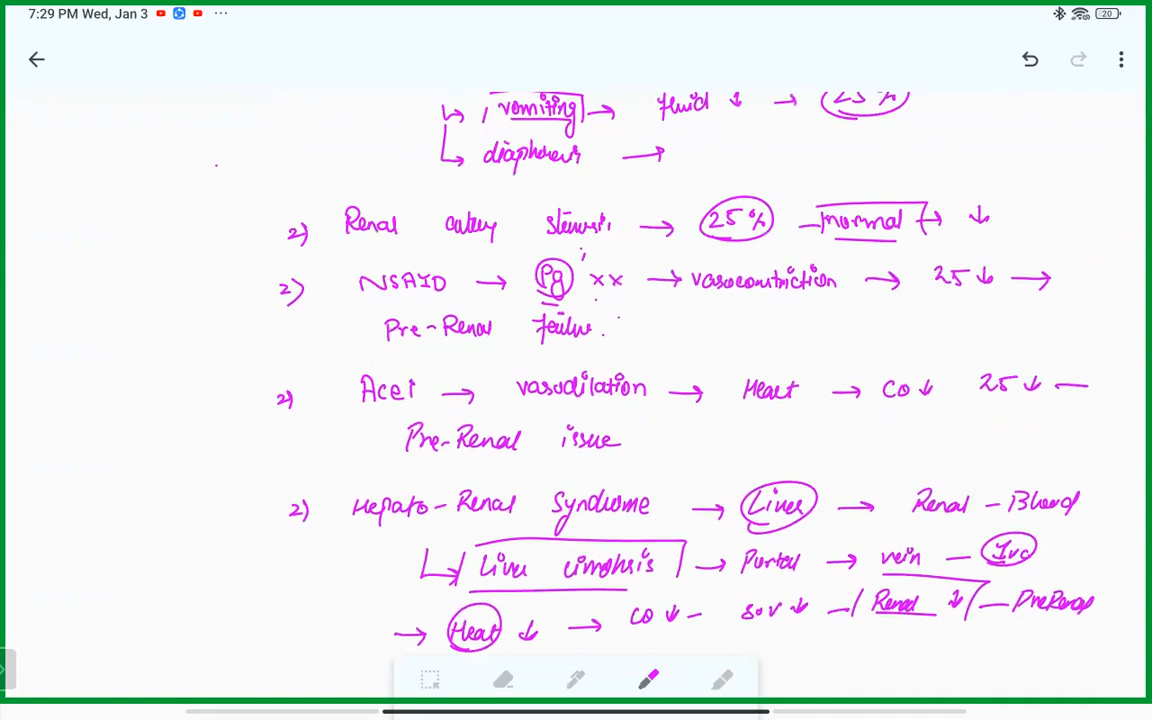 7:29 PM Wed, Jan 3
20
vomiting → fluid ↓ → 25%
diaphoresis →
2) Renal artery stenosis → 25% - normal → ↓
2) NSAID → Pg xx → vasoconstriction → 25 ↓ →
Pre-Renal failure.
2) Acei → vasodilation → Heart → CO ↓ 25 ↓ —
Pre-Renal issue
2) Hepato-Renal Syndrome → Liver → Renal - Blood
Liver cirrhosis → Portal → vein — IVC
→ Heart ↓ → CO ↓ - ↓ - Renal ↓ — PreRenal